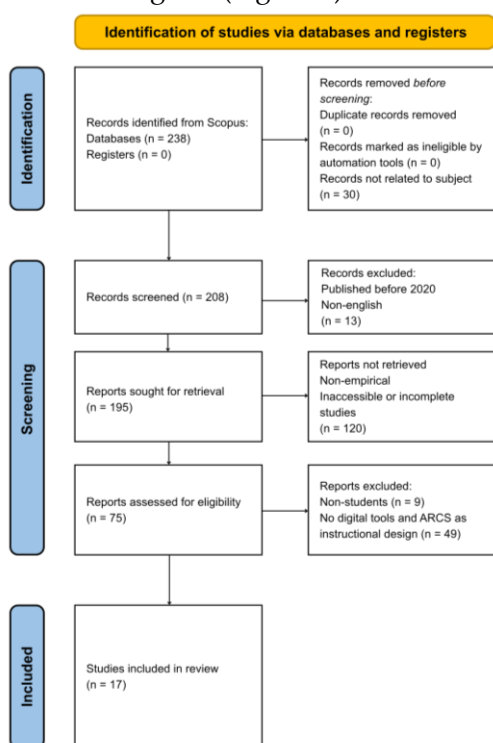 Identification of studies via databases and registers
Identification
Records identified from Scopus:
Databases (n = 238)
Registers (n = 0)
Records removed before
screening:
Duplicate records removed
(n = 0)
Records marked as ineligible by
automation tools (n = 0)
Records not related to subject
(n = 30)
Screening
Records screened (n = 208)
Records excluded:
Published before 2020
Non-english
(n = 13)
Reports sought for retrieval
(n = 195)
Reports not retrieved
Non-empirical
Inaccessible or incomplete
studies
(n = 120)
Reports assessed for eligibility
(n = 75)
Reports excluded:
Non-students (n = 9)
No digital tools and ARCS as
instructional design (n = 49)
Included
Studies included in review
(n = 17)